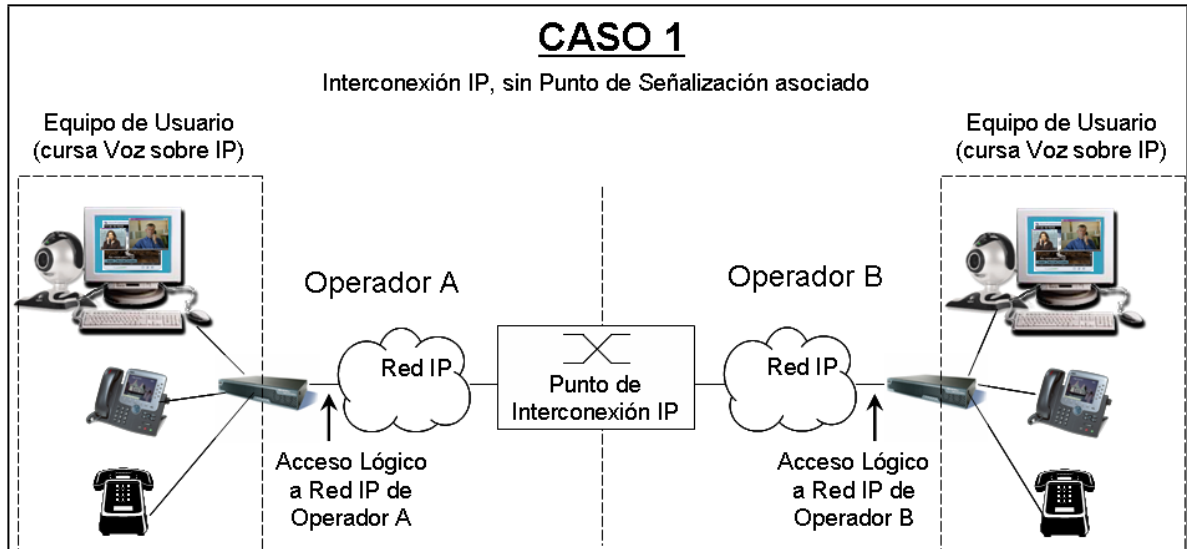 CASO 1
Interconexión IP, sin Punto de Señalización asociado
Equipo de Usuario
(cursa Voz sobre IP)
Equipo de Usuario
(cursa Voz sobre IP)
Operador A
Operador B
Red IP
Punto de
Interconexión IP
Red IP
Acceso Lógico
a Red IP de
Operador A
Acceso Lógico
a Red IP de
Operador B